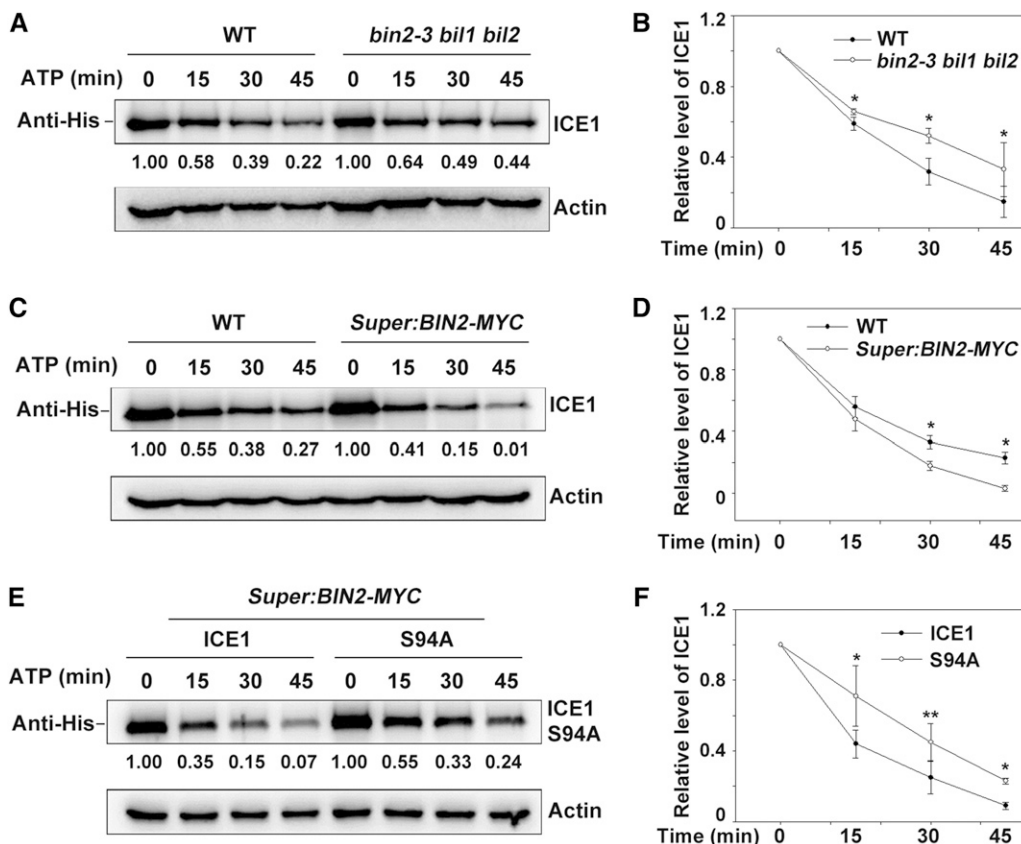 A
WT
bin2-3 bil1 bil2
ATP (min)
0 15 30 45 0 15 30 45
Anti-His
ICE1
1.00 0.58 0.39 0.22 1.00 0.64 0.49 0.44
Actin
B
1.2
0.8
0.4
0
Relative level of ICE1
WT
bin2-3 bil1 bil2
* * *
Time (min) 0 15 30 45
C
WT
Super:BIN2-MYC
ATP (min)
0 15 30 45 0 15 30 45
Anti-His
ICE1
1.00 0.55 0.38 0.27 1.00 0.41 0.15 0.01
Actin
D
1.2
0.8
0.4
0
Relative level of ICE1
WT
Super:BIN2-MYC
* *
Time (min) 0 15 30 45
E
Super:BIN2-MYC
ICE1
S94A
ATP (min)
0 15 30 45 0 15 30 45
Anti-His
ICE1
S94A
1.00 0.35 0.15 0.07 1.00 0.55 0.33 0.24
Actin
F
1.2
0.8
0.4
0
Relative level of ICE1
ICE1
S94A
* ** *
Time (min) 0 15 30 45